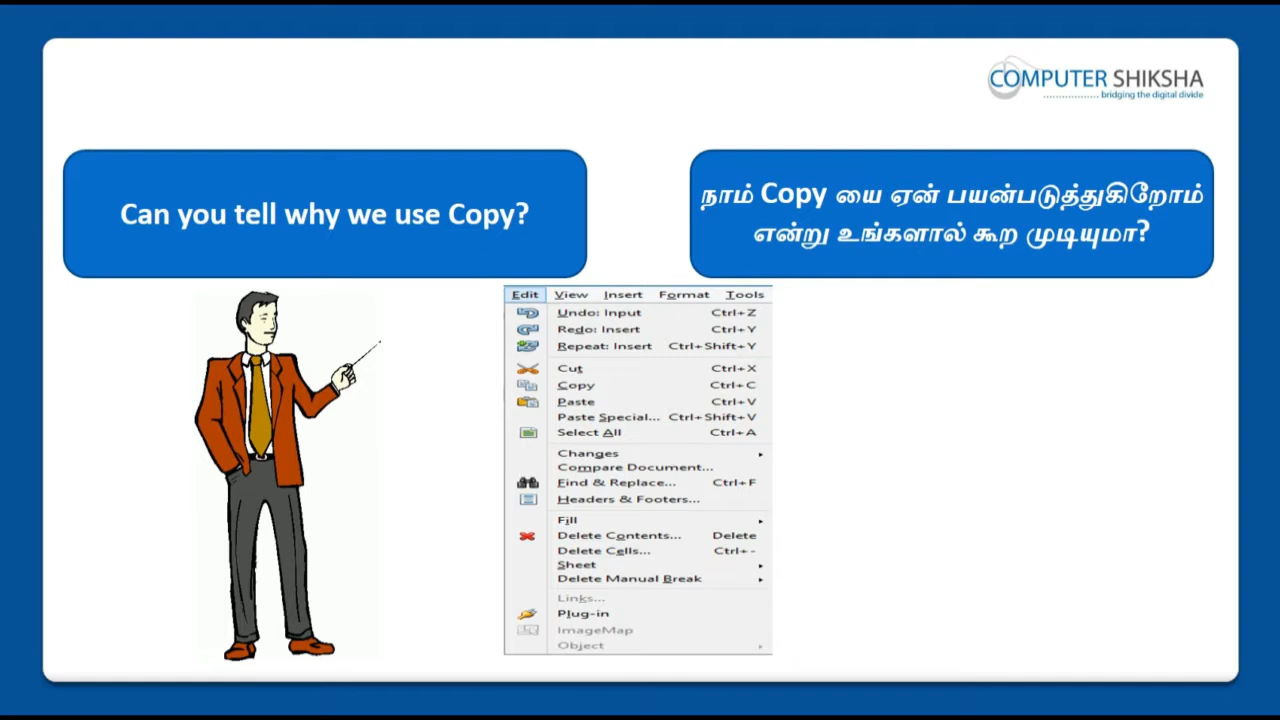 COMPUTER SHIKSHA
bridging the digital divide
Can you tell why we use Copy?
நாம் Copy யை ஏன் பயன்படுத்துகிறோம்
என்று உங்களால் கூற முடியுமா?
Edit View Insert Format Tools
Undo: Input Ctrl+Z
Redo: Insert Ctrl+Y
Repeat: Insert Ctrl+Shift+Y
Cut Ctrl+X
Copy Ctrl+C
Paste Ctrl+V
Paste Special... Ctrl+Shift+V
Select All Ctrl+A
Changes
Compare Document...
Find & Replace... Ctrl+F
Headers & Footers...
Fill
Delete Contents... Delete
Delete Cells... Ctrl+-
Sheet
Delete Manual Break
Links...
Plug-in
ImageMap
Object